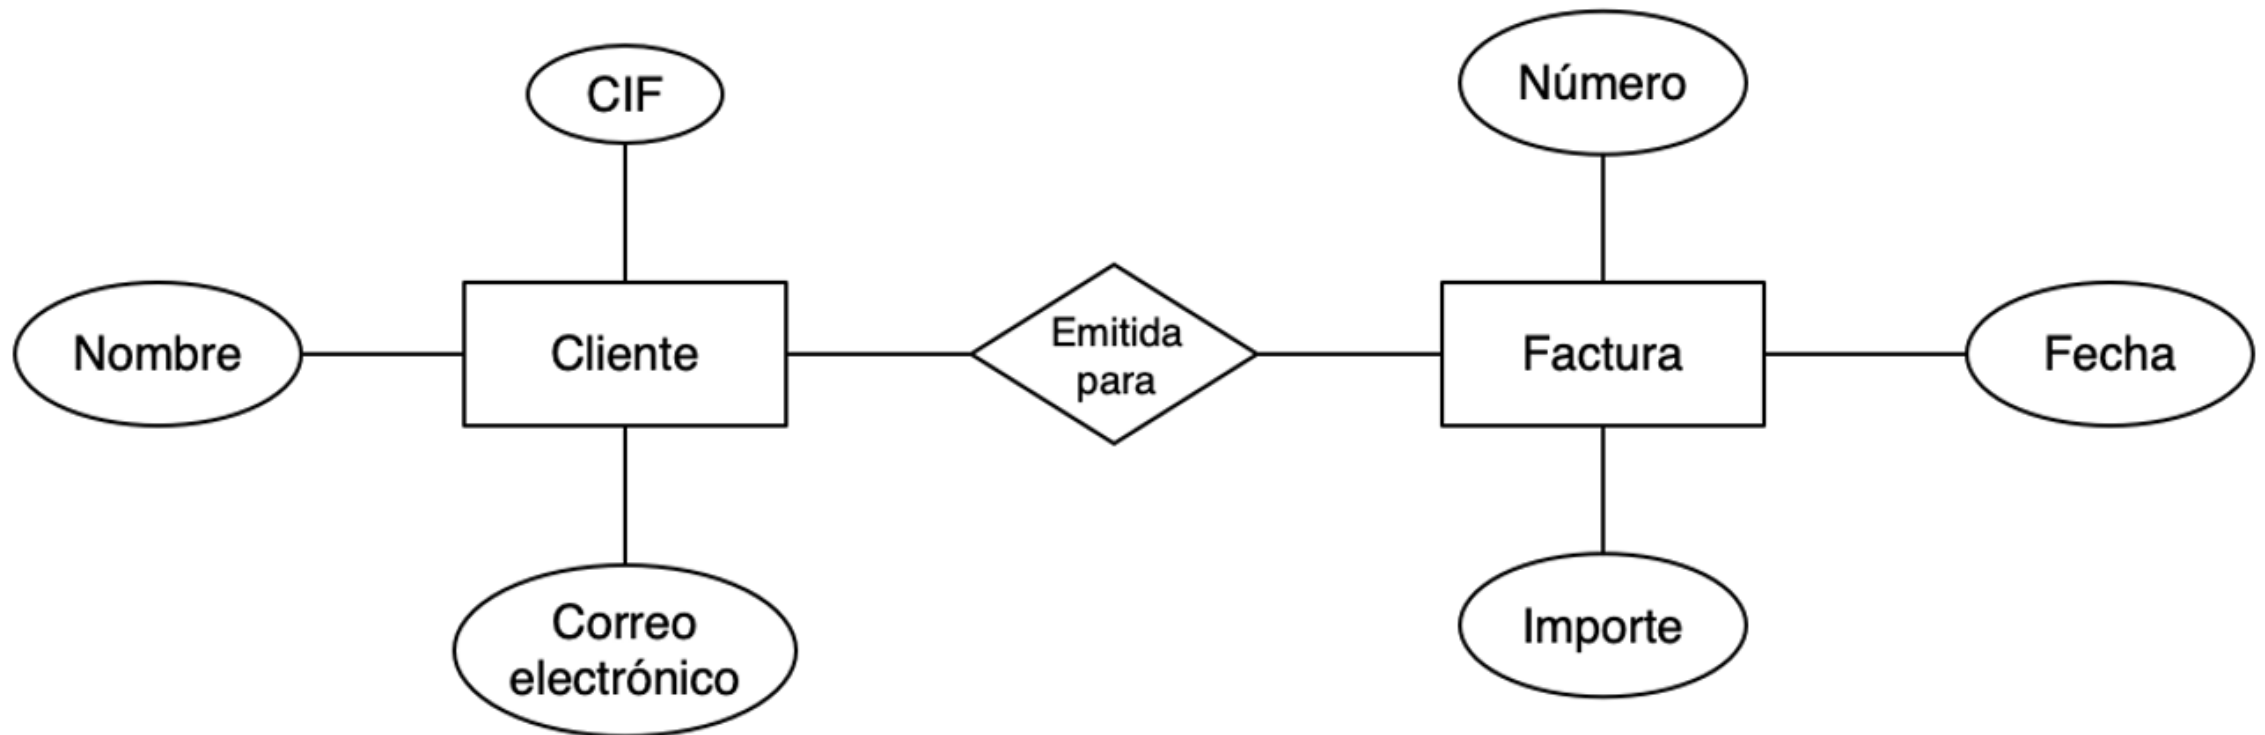 CIF
Número
Nombre
Cliente
Emitida
para
Factura
Fecha
Correo
electrónico
Importe